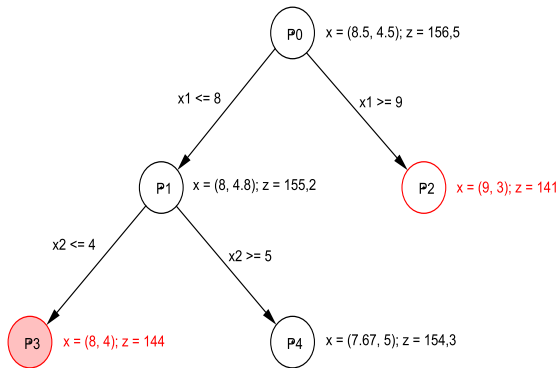 P0
x = (8.5, 4.5); z = 156,5
x1 <= 8
x1 >= 9
P1
x = (8, 4.8); z = 155,2
P2
x = (9, 3); z = 141
x2 <= 4
x2 >= 5
P3
x = (8, 4); z = 144
P4
x = (7.67, 5); z = 154,3